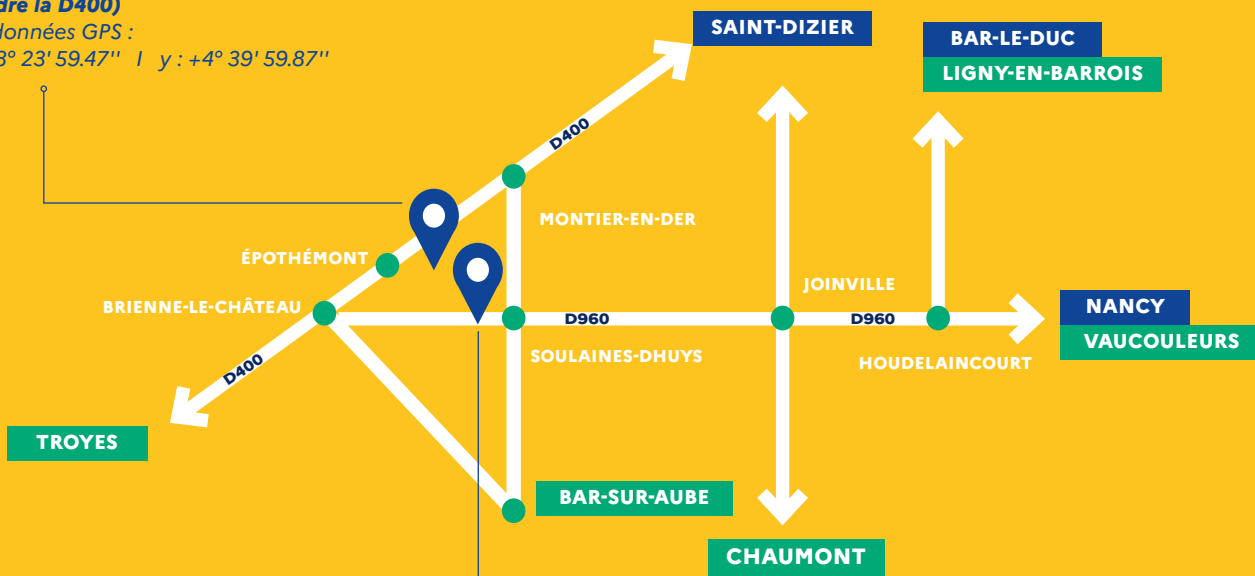 dre la D400)
données GPS :
8° 23' 59.47'' I y : +4° 39' 59.87''
SAINT-DIZIER
BAR-LE-DUC
LIGNY-EN-BARROIS
D400
MONTIER-EN-DER
ÉPOTHÉMONT
BRIENNE-LE-CHÂTEAU
JOINVILLE
D960
D960
NANCY
VAUCOULEURS
SOULAINES-DHUYS
HOUDELAINCOURT
D400
TROYES
BAR-SUR-AUBE
CHAUMONT